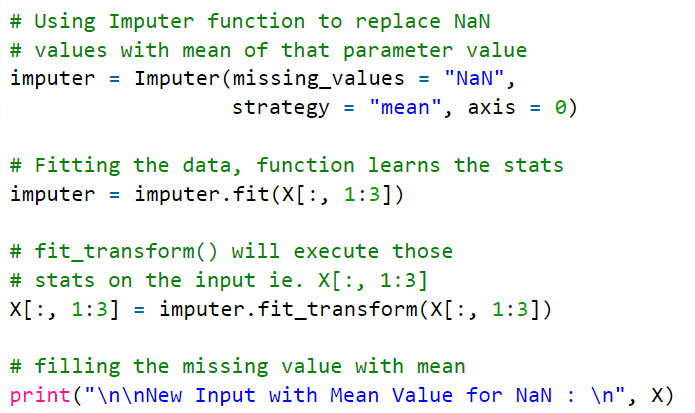 # Using Imputer function to replace NaN
# values with mean of that parameter value
imputer = Imputer(missing_values = "NaN",
                  strategy = "mean", axis = 0)

# Fitting the data, function learns the stats
imputer = imputer.fit(X[:, 1:3])

# fit_transform() will execute those
# stats on the input ie. X[:, 1:3]
X[:, 1:3] = imputer.fit_transform(X[:, 1:3])

# filling the missing value with mean
print("\n\nNew Input with Mean Value for NaN : \n", X)